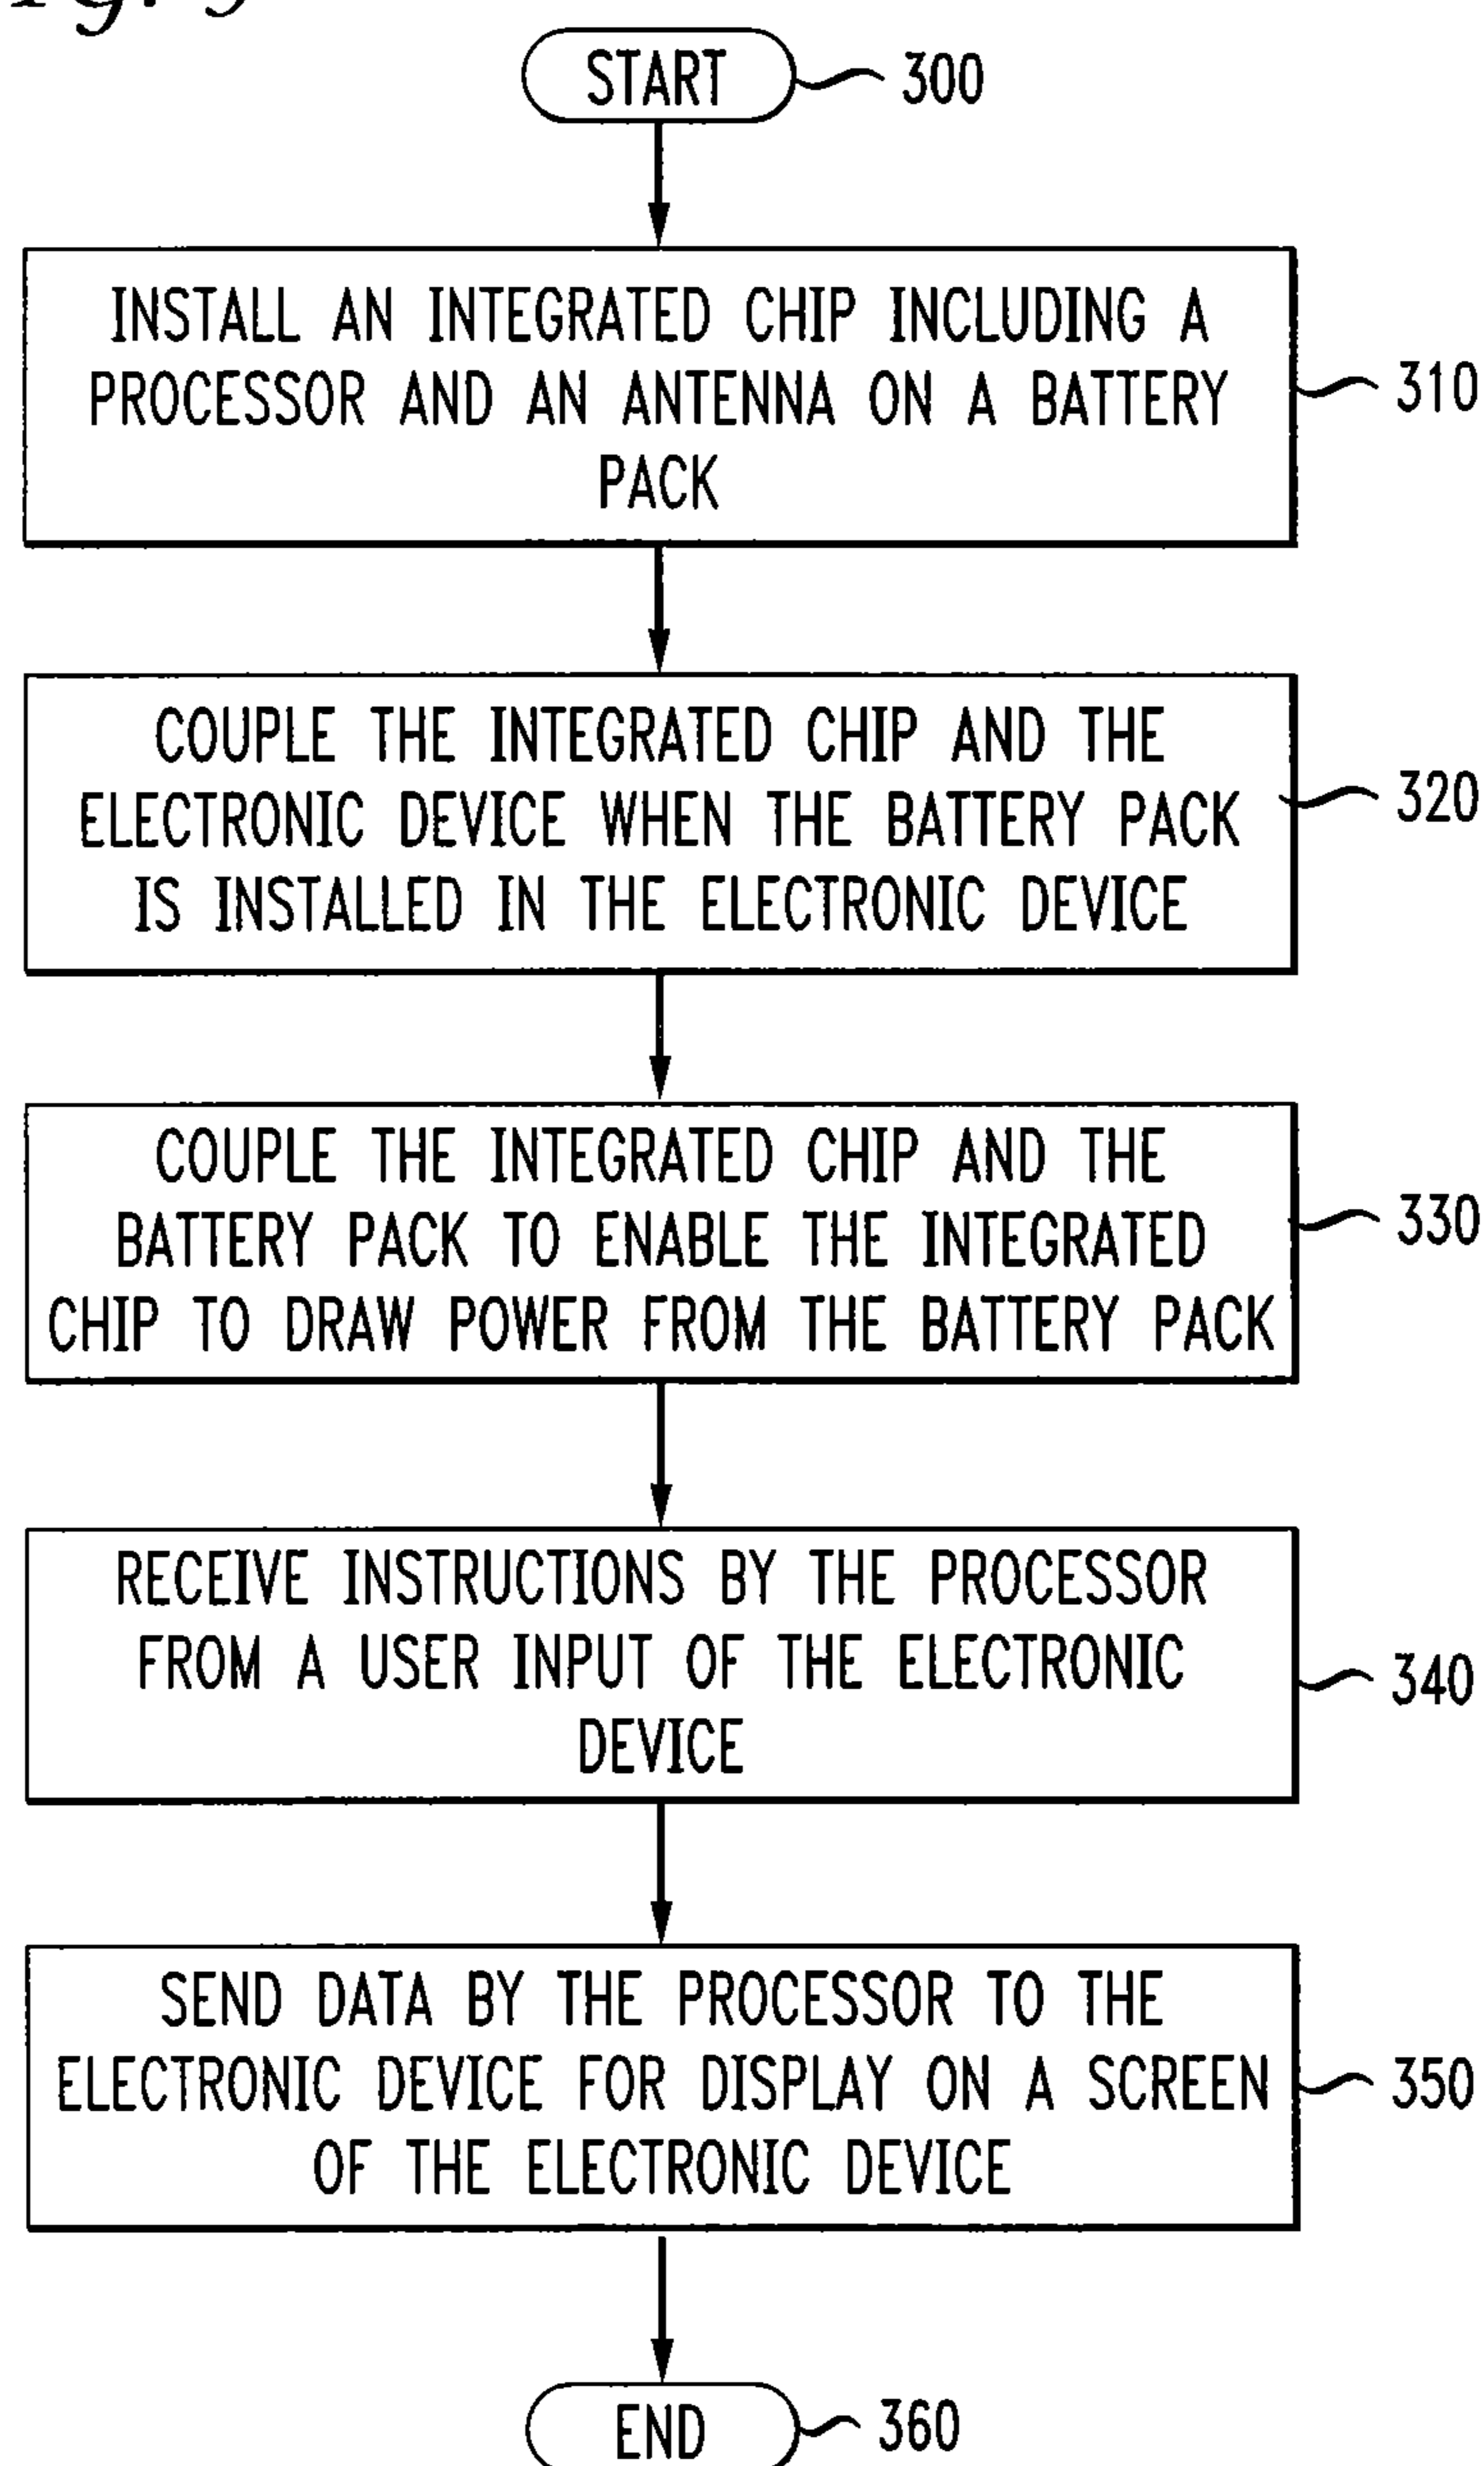 START
300
INSTALL AN INTEGRATED CHIP INCLUDING A
PROCESSOR AND AN ANTENNA ON A BATTERY
PACK
310
COUPLE THE INTEGRATED CHIP AND THE
ELECTRONIC DEVICE WHEN THE BATTERY PACK
IS INSTALLED IN THE ELECTRONIC DEVICE
320
COUPLE THE INTEGRATED CHIP AND THE
BATTERY PACK TO ENABLE THE INTEGRATED
CHIP TO DRAW POWER FROM THE BATTERY PACK
330
RECEIVE INSTRUCTIONS BY THE PROCESSOR
FROM A USER INPUT OF THE ELECTRONIC
DEVICE
340
SEND DATA BY THE PROCESSOR TO THE
ELECTRONIC DEVICE FOR DISPLAY ON A SCREEN
OF THE ELECTRONIC DEVICE
350
END
360